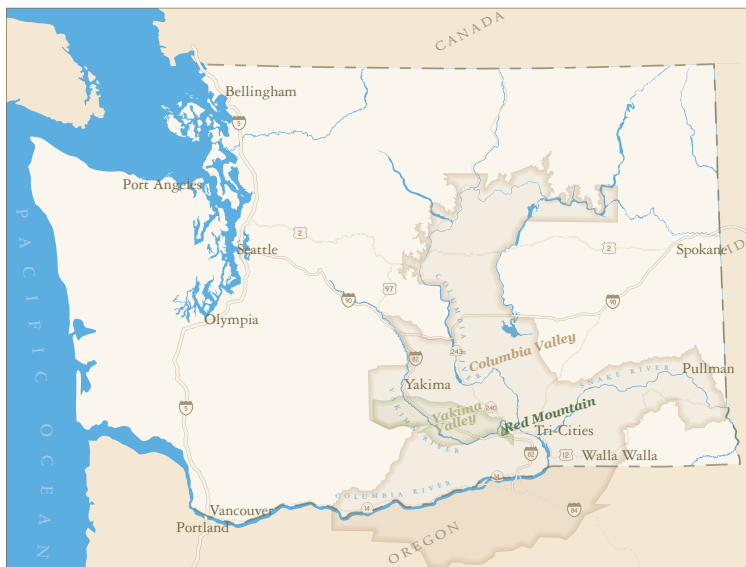 CANADA
Bellingham
5
Port Angeles
PACIFIC OCEAN
2
Seattle
2
Spokane
ID
97
90
90
COLUMBIA RIVER
Olympia
243
Columbia Valley
82
Yakima
SNAKE RIVER
Pullman
5
YAKIMA RIVER
Yakima
Valley
240
Red Mountain
Tri-Cities
82
12
Walla Walla
14
COLUMBIA RIVER
14
84
Vancouver
Portland
OREGON